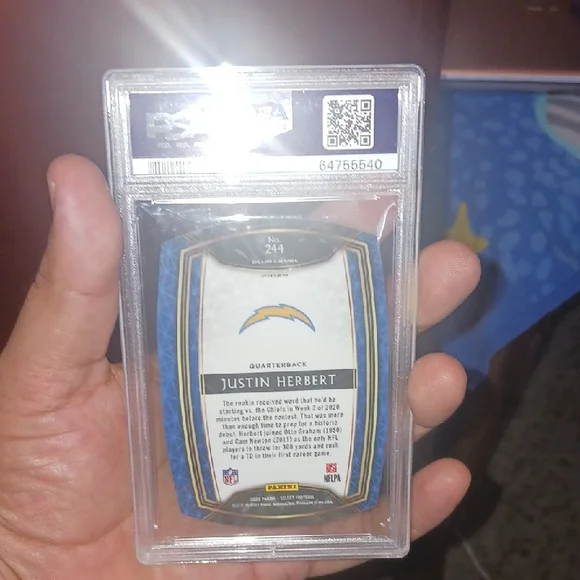 PSA
64755540
No.
244
QUARTERBACK
JUSTIN HERBERT
The rookie received word that he'd be
starting vs. the Chiefs in Week 2 of 2020
minutes before the contest. That was more
than enough time to prep for a historic
debut. Herbert joined Otto Graham (1950)
and Cam Newton (2011) as the only NFL
players to throw for 300 yards and rush
for a TD in their first career game.
NFL
PANINI
NFLPA